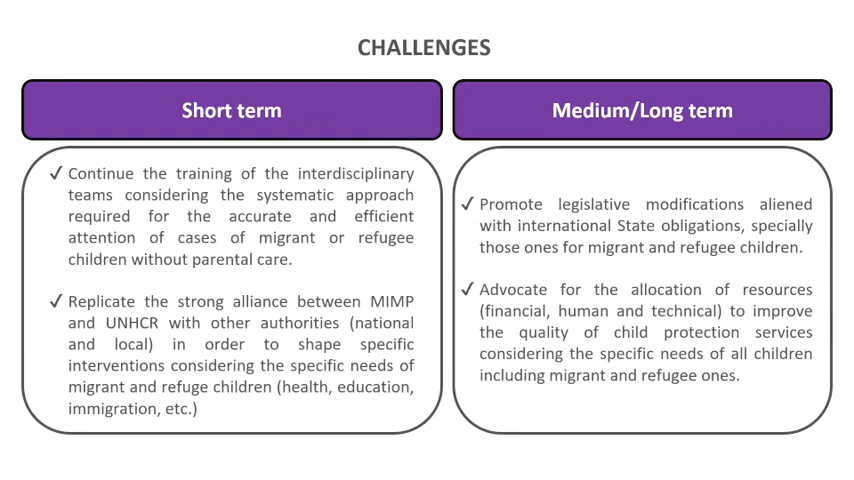 CHALLENGES
Short term
✓ Continue the training of the interdisciplinary
teams considering the systematic approach
required for the accurate and efficient
attention of cases of migrant or refugee
children without parental care.
✓ Replicate the strong alliance between MIMP
and UNHCR with other authorities (national
and local) in order to shape specific
interventions considering the specific needs of
migrant and refuge children (health, education,
immigration, etc.)
Medium/Long term
✓ Promote legislative modifications aliened
with international State obligations, specially
those ones for migrant and refugee children.
✓ Advocate for the allocation of resources
(financial, human and technical) to improve
the quality of child protection services
considering the specific needs of all children
including migrant and refugee ones.